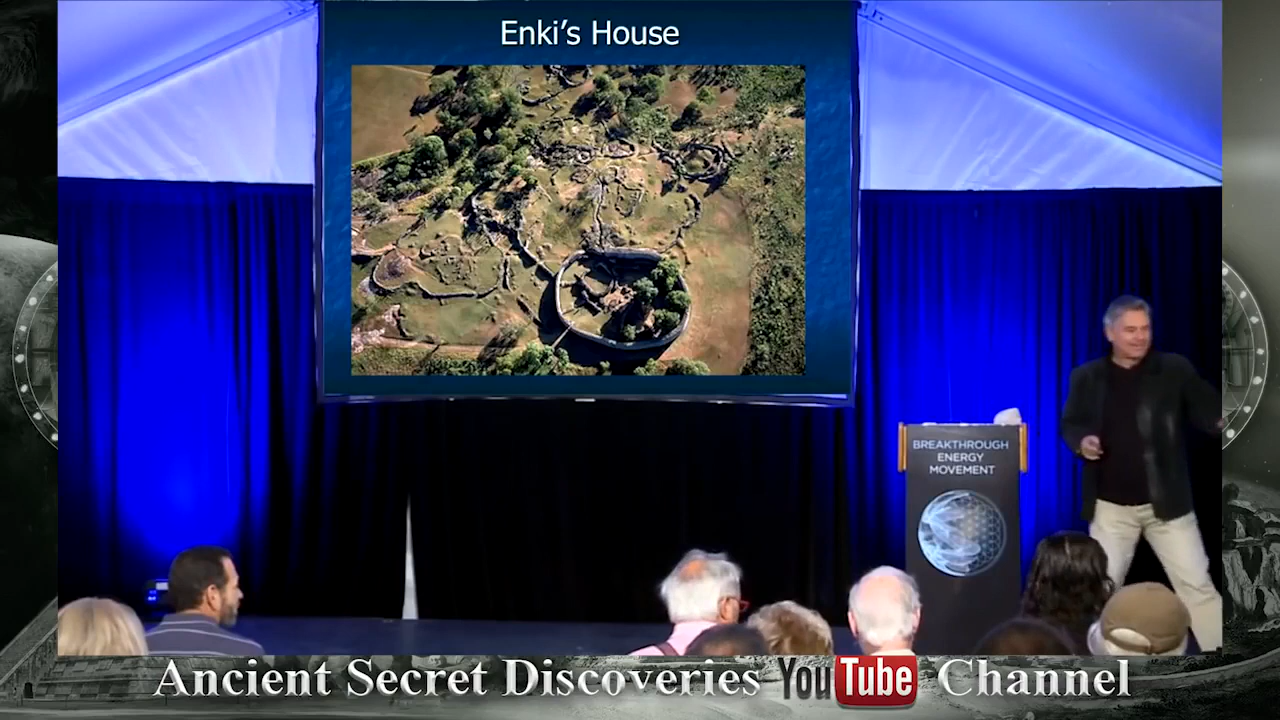 Enki's House
BREAKTHROUGH
ENERGY
MOVEMENT
Ancient Secret Discoveries YouTube Channel